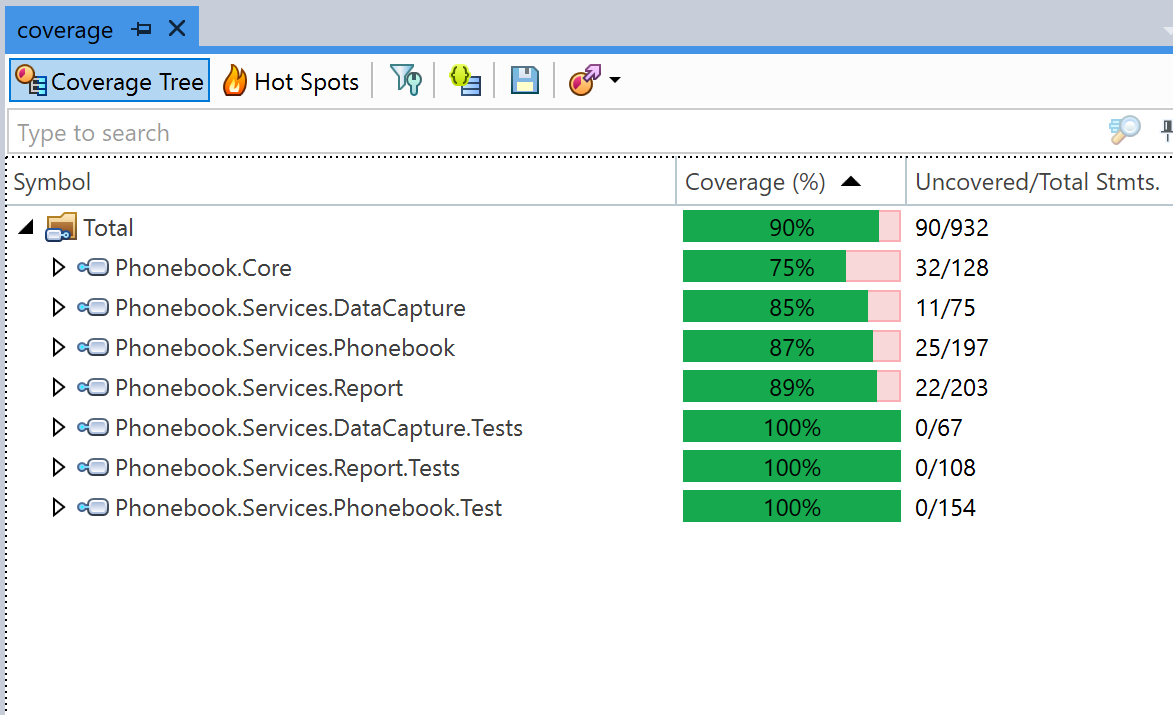 coverage
Coverage Tree Hot Spots
Type to search
Symbol Coverage (%) Uncovered/Total Stmts.
Total 90% 90/932
Phonebook.Core 75% 32/128
Phonebook.Services.DataCapture 85% 11/75
Phonebook.Services.Phonebook 87% 25/197
Phonebook.Services.Report 89% 22/203
Phonebook.Services.DataCapture.Tests 100% 0/67
Phonebook.Services.Report.Tests 100% 0/108
Phonebook.Services.Phonebook.Test 100% 0/154